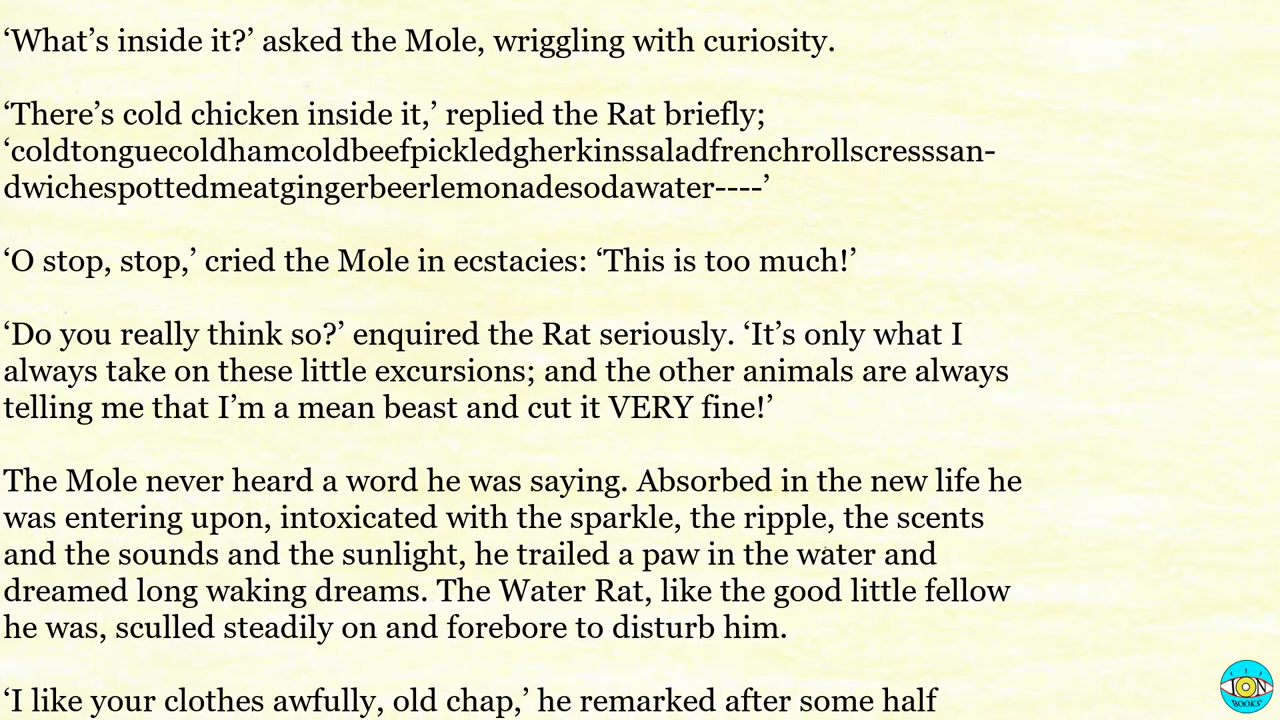 ‘What’s inside it?’ asked the Mole, wriggling with curiosity.
‘There’s cold chicken inside it,’ replied the Rat briefly;
‘coldtonguecoldhamcoldbeefpickledgherkinssaladfrenchrollscresssan-
dwichespottedmeatgingerbeerlemonadesodawater----’
‘O stop, stop,’ cried the Mole in ecstacies: ‘This is too much!’
‘Do you really think so?’ enquired the Rat seriously. ‘It’s only what I
always take on these little excursions; and the other animals are always
telling me that I’m a mean beast and cut it VERY fine!’
The Mole never heard a word he was saying. Absorbed in the new life he
was entering upon, intoxicated with the sparkle, the ripple, the scents
and the sounds and the sunlight, he trailed a paw in the water and
dreamed long waking dreams. The Water Rat, like the good little fellow
he was, sculled steadily on and forebore to disturb him.
‘I like your clothes awfully, old chap,’ he remarked after some half
ION
BOOKS